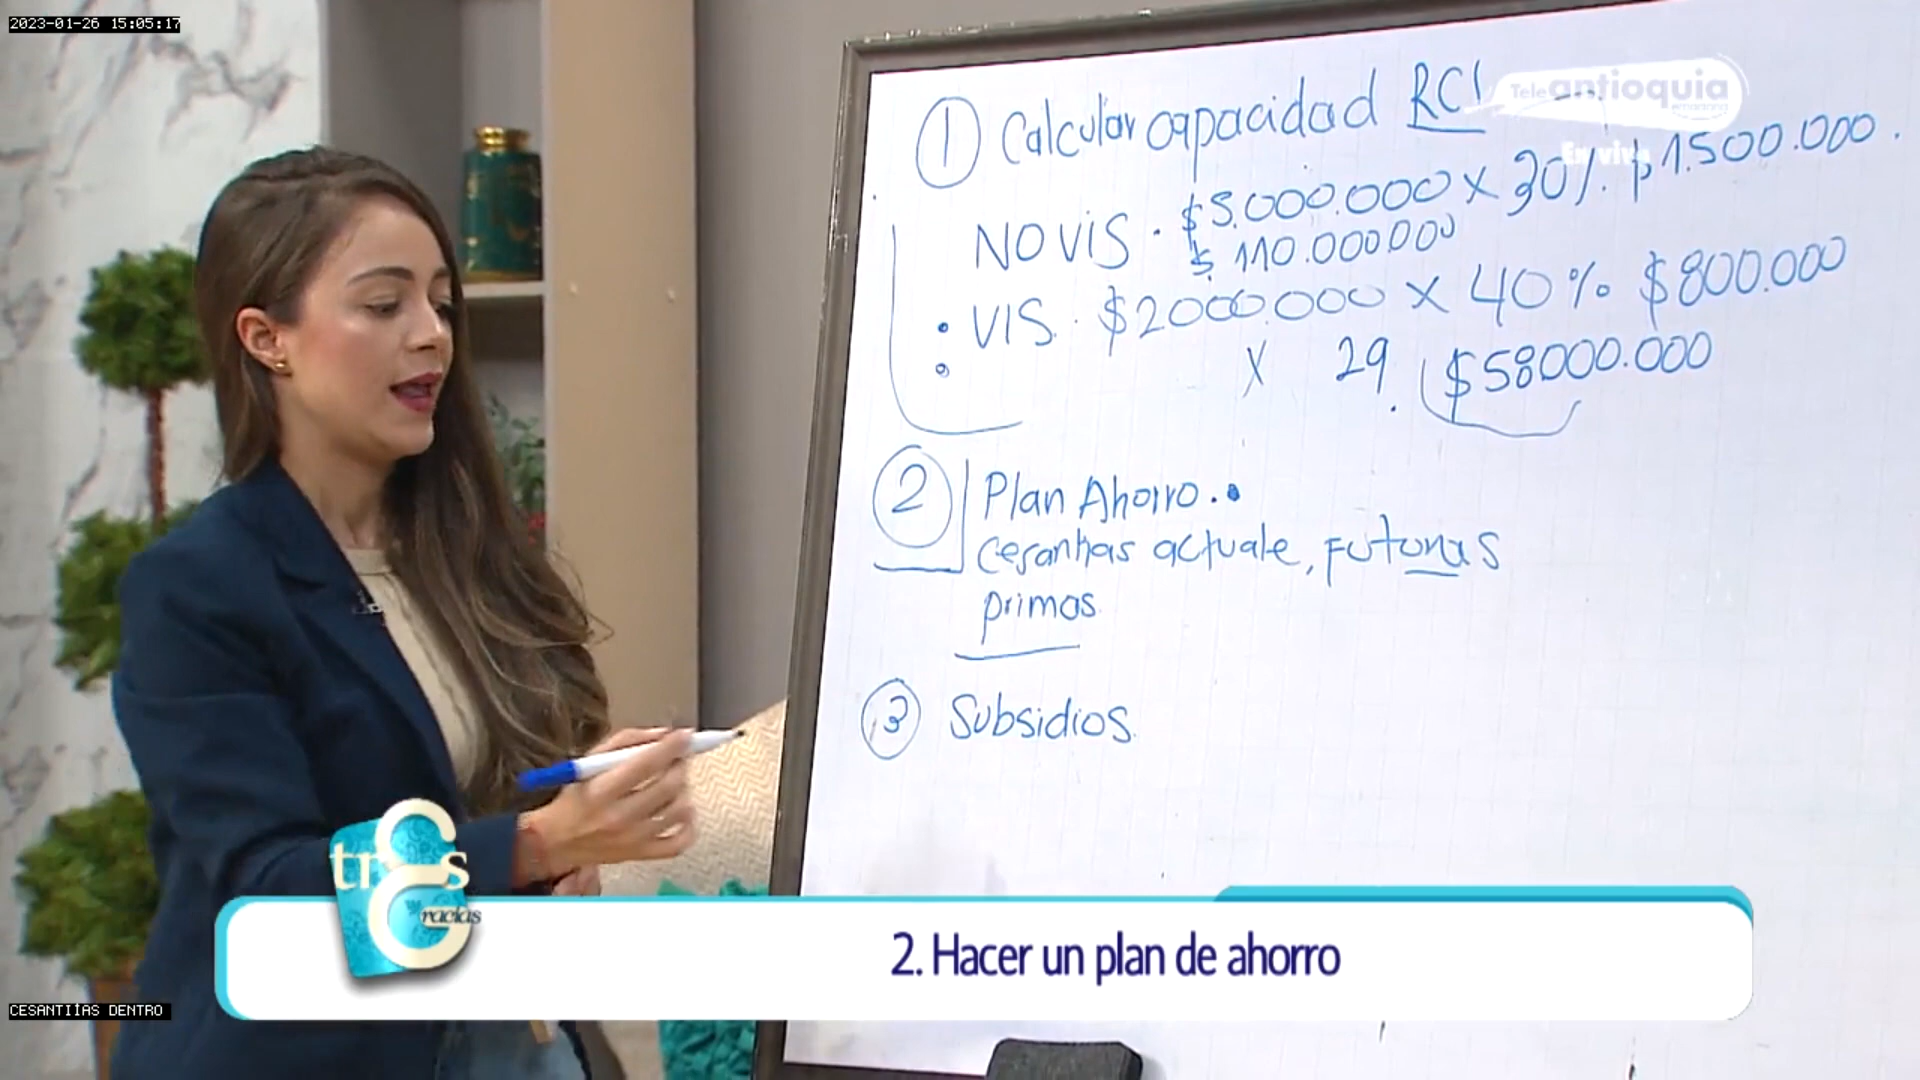 2023-01-26 15:05:17
Teleantioquia
En vivo
1 Calcular capacidad RCI
NO VIS. $5.000.000 x 30% $1.500.000.
$110.000.000
VIS. $2000.000 x 40% $800.000
x 29. $58000.000
2 Plan Ahorro.
cesantias actuale, futuras
primas
3 Subsidios.
tres
Gracias
2. Hacer un plan de ahorro
CESANTIÍAS DENTRO